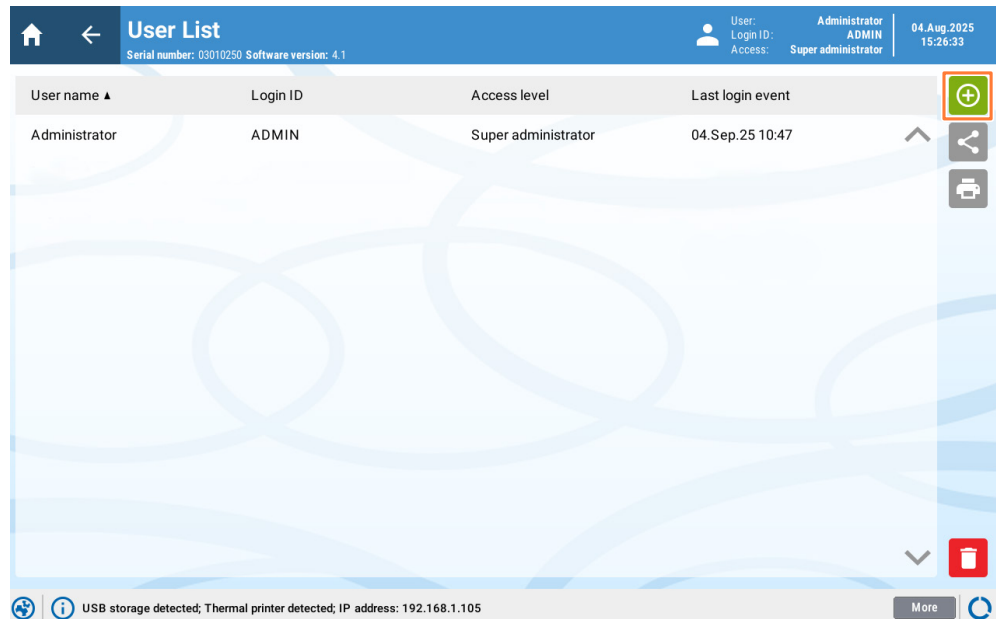 User List
Serial number: 03010250 Software version: 4.1
User: Administrator
Login ID: ADMIN
Access: Super administrator
04.Aug.2025
15:26:33
User name ▲ Login ID Access level Last login event
Administrator ADMIN Super administrator 04.Sep.25 10:47
USB storage detected; Thermal printer detected; IP address: 192.168.1.105
More